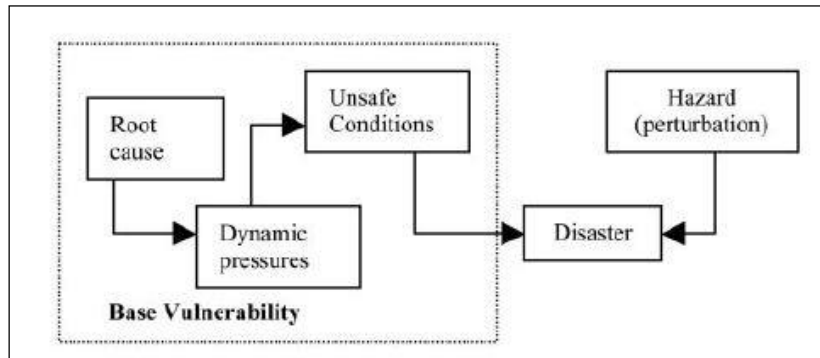 Root
cause
Dynamic
pressures
Unsafe
Conditions
Hazard
(perturbation)
Disaster
Base Vulnerability